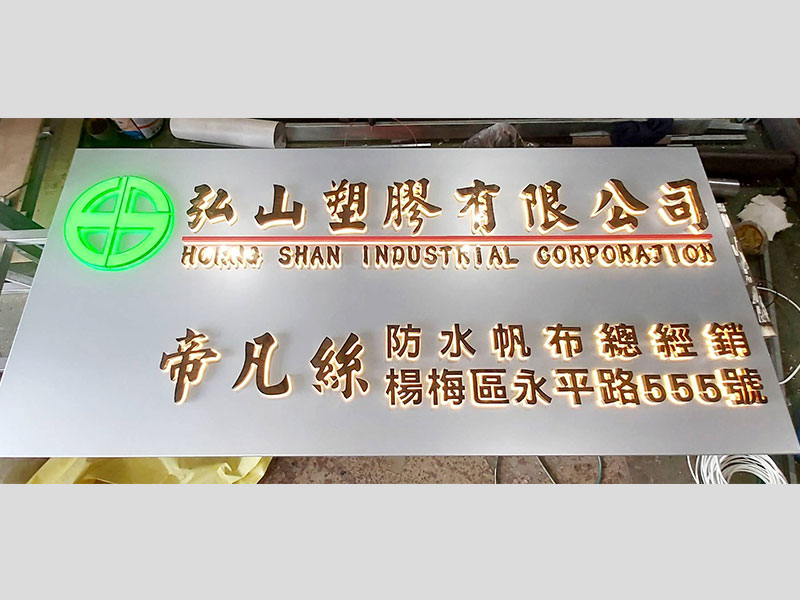 弘山塑膠有限公司
HCHNG SHAN INDUSTRIAL CORPORATION
帝凡絲
防水帆布總經銷
楊梅區永平路555號